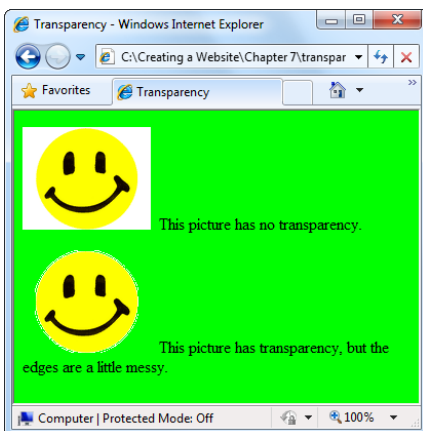 Transparency - Windows Internet Explorer
C:\Creating a Website\Chapter 7\transpar
Favorites
Transparency
This picture has no transparency.
This picture has transparency, but the
edges are a little messy.
Computer | Protected Mode: Off
100%